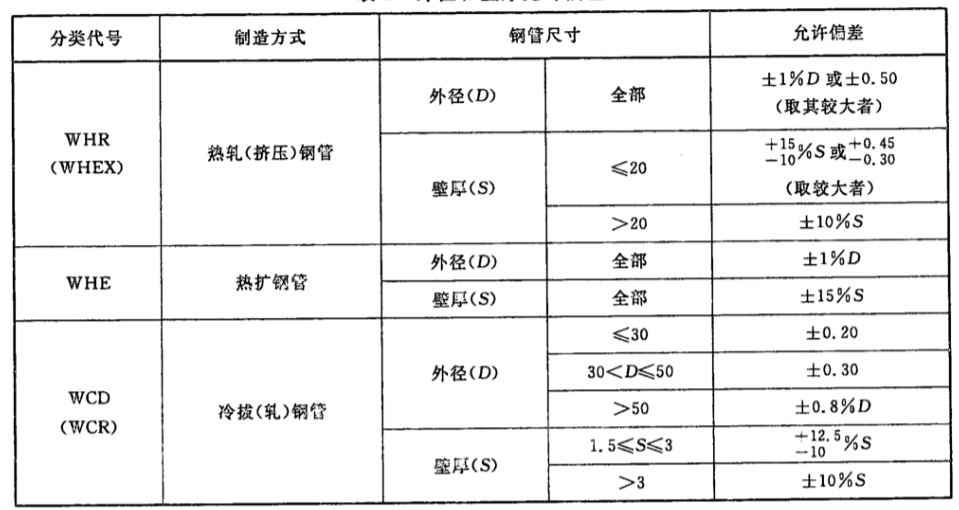 分类代号 制造方式 钢管尺寸 允许偏差
WHR
(WHEX)
热轧(挤压)钢管
外径(D) 全部
±1%D 或±0.50
(取其较大者)
壁厚(S)
≤20
+15
-10%S 或+0.45
-0.30
(取较大者)
>20 ±10%S
WHE 热扩钢管
外径(D) 全部 ±1%D
壁厚(S) 全部 ±15%S
WCD
(WCR)
冷拔(轧)钢管
外径(D)
≤30 ±0.20
30<D≤50 ±0.30
>50 ±0.8%D
壁厚(S)
1.5≤S≤3
+12.5
-10 %S
>3 ±10%S